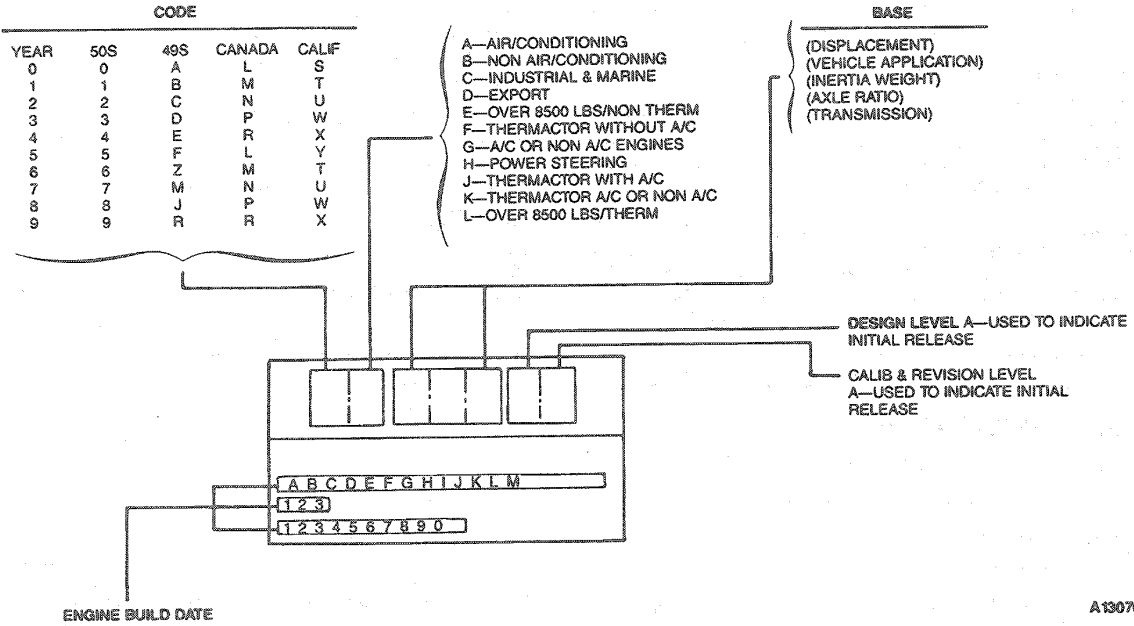 CODE
YEAR 50S 49S CANADA CALIF
0 0 A L S
1 1 B M T
2 2 C N U
3 3 D P W
4 4 E R X
5 5 F L Y
6 6 Z M T
7 7 M N U
8 8 J P W
9 9 R R X
A—AIR/CONDITIONING
B—NON AIR/CONDITIONING
C—INDUSTRIAL & MARINE
D—EXPORT
E—OVER 8500 LBS/NON THERM
F—THERMACTOR WITHOUT A/C
G—A/C OR NON A/C ENGINES
H—POWER STEERING
J—THERMACTOR WITH A/C
K—THERMACTOR A/C OR NON A/C
L—OVER 8500 LBS/THERM
BASE
(DISPLACEMENT)
(VEHICLE APPLICATION)
(INERTIA WEIGHT)
(AXLE RATIO)
(TRANSMISSION)
DESIGN LEVEL A—USED TO INDICATE
INITIAL RELEASE
CALIB & REVISION LEVEL
A—USED TO INDICATE INITIAL
RELEASE
A B C D E F G H I J K L M
1 2 3
1 2 3 4 5 6 7 8 9 0
ENGINE BUILD DATE